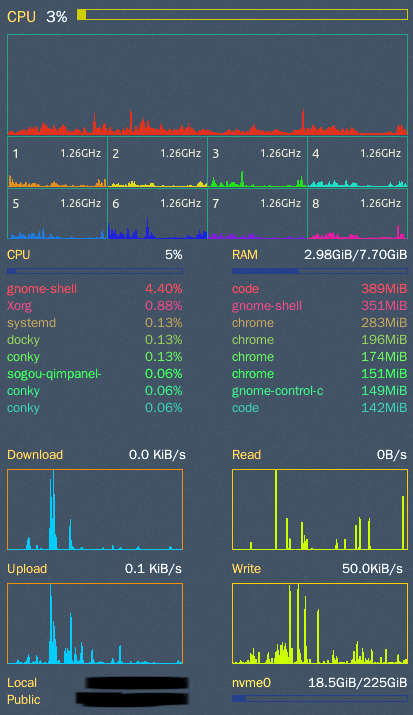 CPU 3%
1 1.26GHz 2 1.26GHz 3 1.26GHz 4 1.26GHz
5 1.26GHz 6 1.26GHz 7 1.26GHz 8 1.26GHz
CPU 5% RAM 2.98GiB/7.70GiB
gnome-shell 4.40% code 389MiB
Xorg 0.88% gnome-shell 351MiB
systemd 0.13% chrome 283MiB
docky 0.13% chrome 196MiB
conky 0.13% chrome 174MiB
sogou-qimpanel- 0.06% chrome 151MiB
conky 0.06% gnome-control-c 149MiB
conky 0.06% code 142MiB
Download 0.0 KiB/s Read 0B/s
Upload 0.1 KiB/s Write 50.0KiB/s
Local nvme0 18.5GiB/225GiB
Public